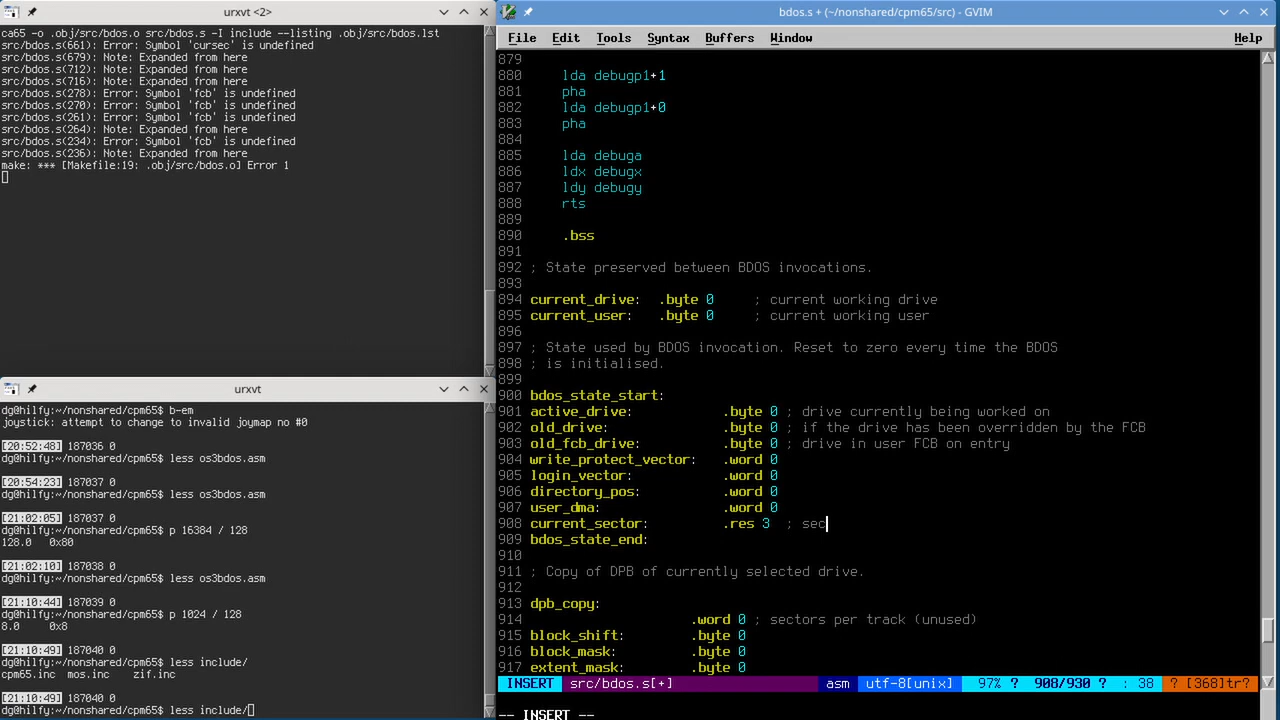 urxvt <2>
ca65 -o .obj/src/bdos.o src/bdos.s -I include --listing .obj/src/bdos.lst
src/bdos.s(661): Error: Symbol 'cursec' is undefined
src/bdos.s(679): Note: Expanded from here
src/bdos.s(712): Note: Expanded from here
src/bdos.s(716): Note: Expanded from here
src/bdos.s(278): Error: Symbol 'fcb' is undefined
src/bdos.s(270): Error: Symbol 'fcb' is undefined
src/bdos.s(261): Error: Symbol 'fcb' is undefined
src/bdos.s(264): Note: Expanded from here
src/bdos.s(234): Error: Symbol 'fcb' is undefined
src/bdos.s(236): Note: Expanded from here
make: *** [Makefile:19: .obj/src/bdos.o] Error 1
urxvt
dg@hilfy:~/nonshared/cpm65$ b-em
joystick: attempt to change to invalid joymap no #0
[20:52:48] 187036 0
dg@hilfy:~/nonshared/cpm65$ less os3bdos.asm
[20:54:23] 187037 0
dg@hilfy:~/nonshared/cpm65$ less os3bdos.asm
[21:02:05] 187037 0
dg@hilfy:~/nonshared/cpm65$ p 16384 / 128
128.0   0x80
[21:02:10] 187038 0
dg@hilfy:~/nonshared/cpm65$ less os3bdos.asm
[21:10:44] 187039 0
dg@hilfy:~/nonshared/cpm65$ p 1024 / 128
8.0   0x8
[21:10:49] 187040 0
dg@hilfy:~/nonshared/cpm65$ less include/
cpm65.inc  mos.inc    zif.inc
[21:10:49] 187040 0
dg@hilfy:~/nonshared/cpm65$ less include/
bdos.s + (~/nonshared/cpm65/src) - GVIM
File Edit Tools Syntax Buffers Window Help
879
880     lda debugp1+1
881     pha
882     lda debugp1+0
883     pha
884
885     lda debuga
886     ldx debugx
887     ldy debugy
888     rts
889
890     .bss
891
892 ; State preserved between BDOS invocations.
893
894 current_drive:  .byte 0     ; current working drive
895 current_user:   .byte 0     ; current working user
896
897 ; State used by BDOS invocation. Reset to zero every time the BDOS
898 ; is initialised.
899
900 bdos_state_start:
901 active_drive:           .byte 0 ; drive currently being worked on
902 old_drive:              .byte 0 ; if the drive has been overridden by the FCB
903 old_fcb_drive:          .byte 0 ; drive in user FCB on entry
904 write_protect_vector:   .word 0
905 login_vector:           .word 0
906 directory_pos:          .word 0
907 user_dma:               .word 0
908 current_sector:         .res 3  ; sec
909 bdos_state_end:
910
911 ; Copy of DPB of currently selected drive.
912
913 dpb_copy:
914                     .word 0 ; sectors per track (unused)
915 block_shift:        .byte 0
916 block_mask:         .byte 0
917 extent_mask:        .byte 0
INSERT src/bdos.s[+] asm utf-8[unix] 97% ? 908/930 ? : 38 ? [368]tr?
-- INSERT --